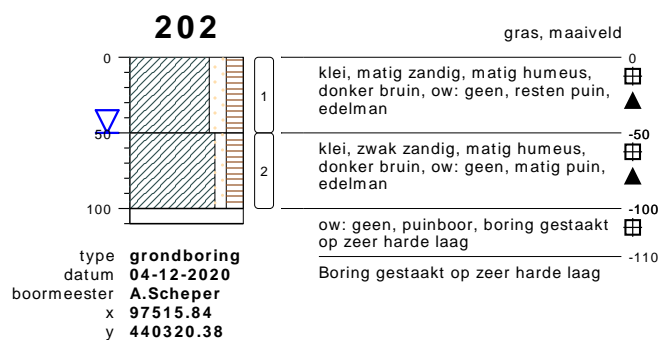 202
gras, maaiveld
0
0
klei, matig zandig, matig humeus,
donker bruin, ow: geen, resten puin,
edelman
1
50
-50
klei, zwak zandig, matig humeus,
donker bruin, ow: geen, matig puin,
edelman
2
100
-100
ow: geen, puinboor, boring gestaakt
op zeer harde laag
-110
Boring gestaakt op zeer harde laag
type grondboring
datum 04-12-2020
boormeester A.Scheper
x 97515.84
y 440320.38